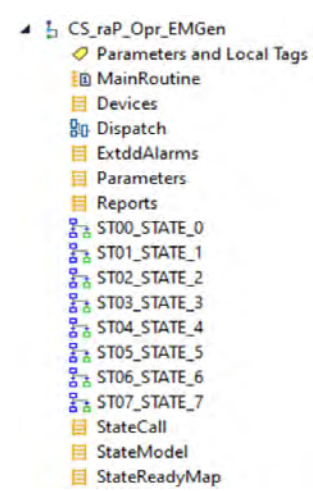 CS_raP_Opr_EMGen
Parameters and Local Tags
MainRoutine
Devices
Dispatch
ExtddAlarms
Parameters
Reports
ST00_STATE_0
ST01_STATE_1
ST02_STATE_2
ST03_STATE_3
ST04_STATE_4
ST05_STATE_5
ST06_STATE_6
ST07_STATE_7
StateCall
StateModel
StateReadyMap